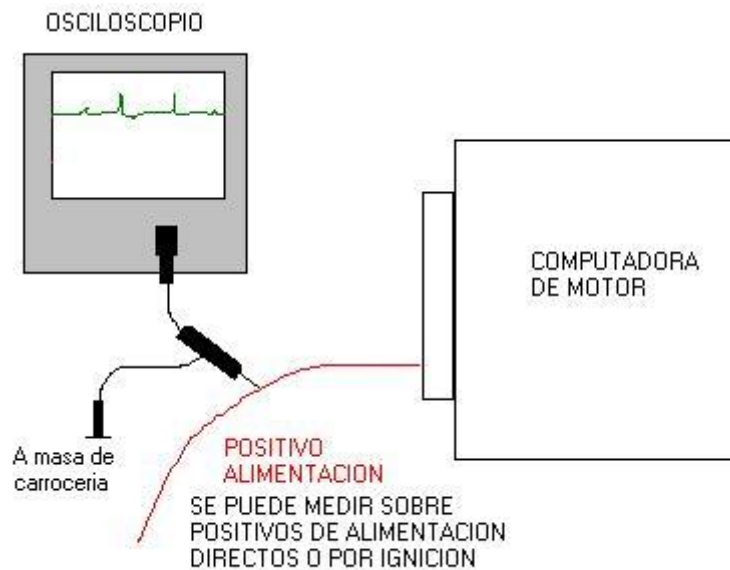 OSCILOSCOPIO
COMPUTADORA
DE MOTOR
A masa de
carroceria
POSITIVO
ALIMENTACION
SE PUEDE MEDIR SOBRE
POSITIVOS DE ALIMENTACION
DIRECTOS O POR IGNICION